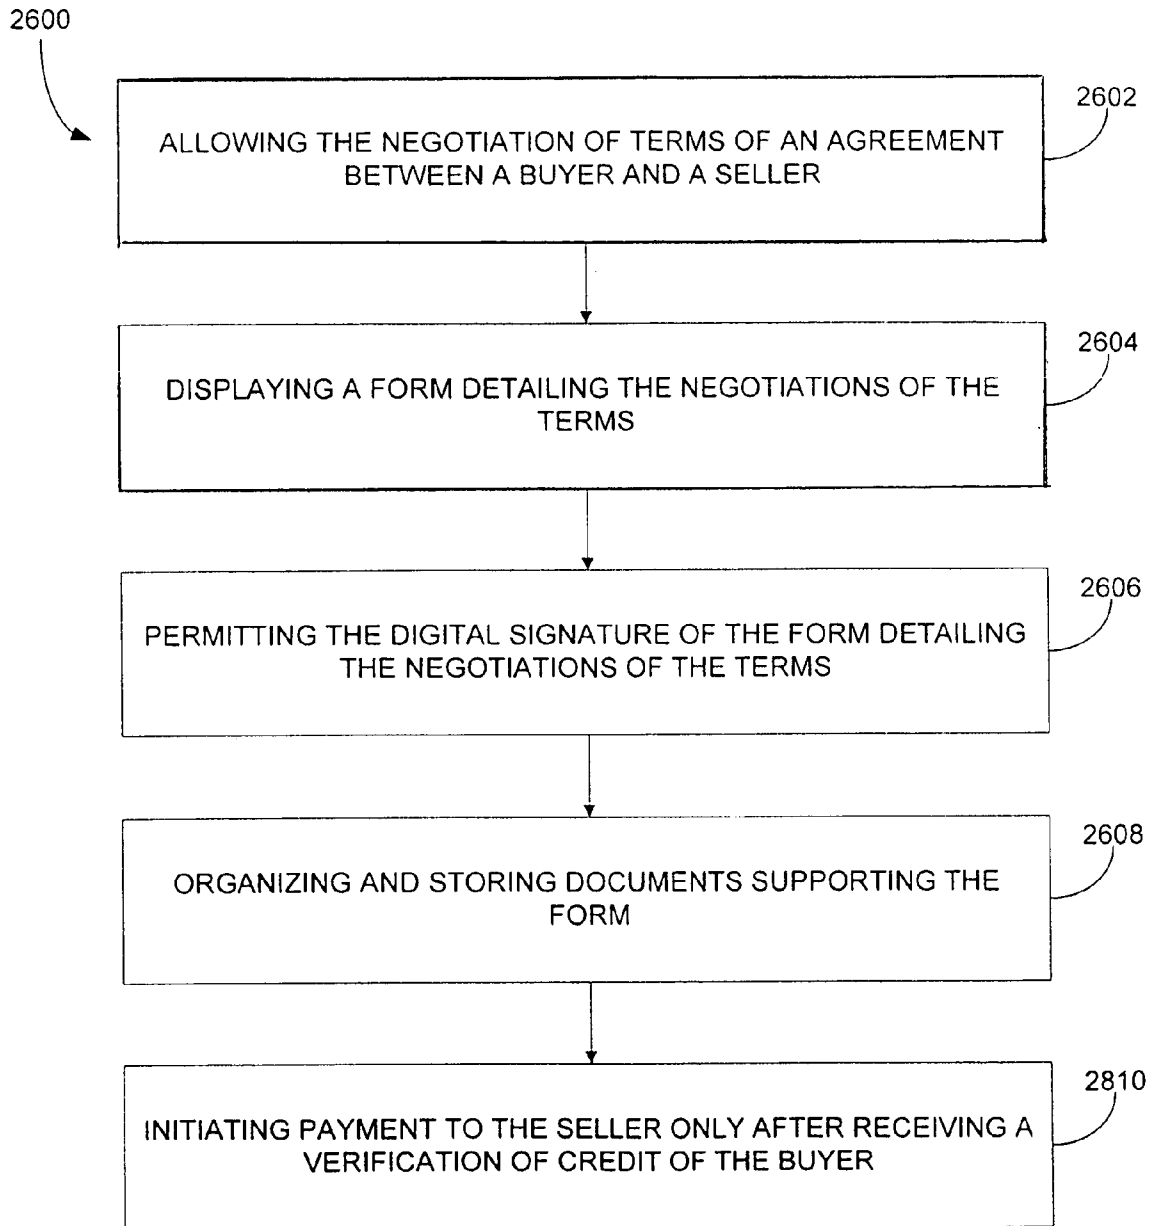 2600
2602
ALLOWING THE NEGOTIATION OF TERMS OF AN AGREEMENT
BETWEEN A BUYER AND A SELLER
2604
DISPLAYING A FORM DETAILING THE NEGOTIATIONS OF THE
TERMS
2606
PERMITTING THE DIGITAL SIGNATURE OF THE FORM DETAILING
THE NEGOTIATIONS OF THE TERMS
2608
ORGANIZING AND STORING DOCUMENTS SUPPORTING THE
FORM
2810
INITIATING PAYMENT TO THE SELLER ONLY AFTER RECEIVING A
VERIFICATION OF CREDIT OF THE BUYER